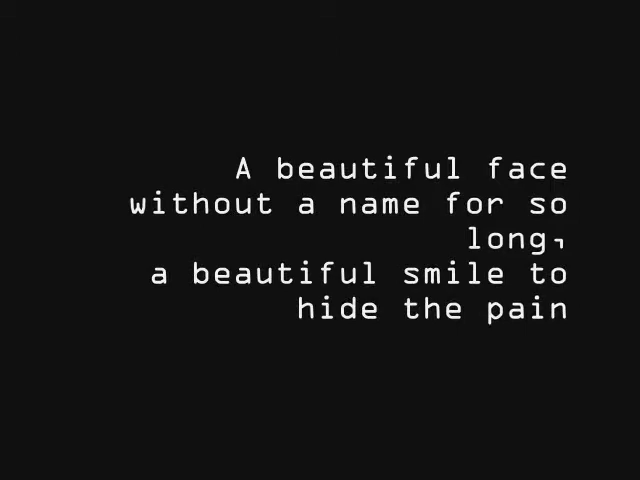 A beautiful face
without a name for so
long,
a beautiful smile to
hide the pain